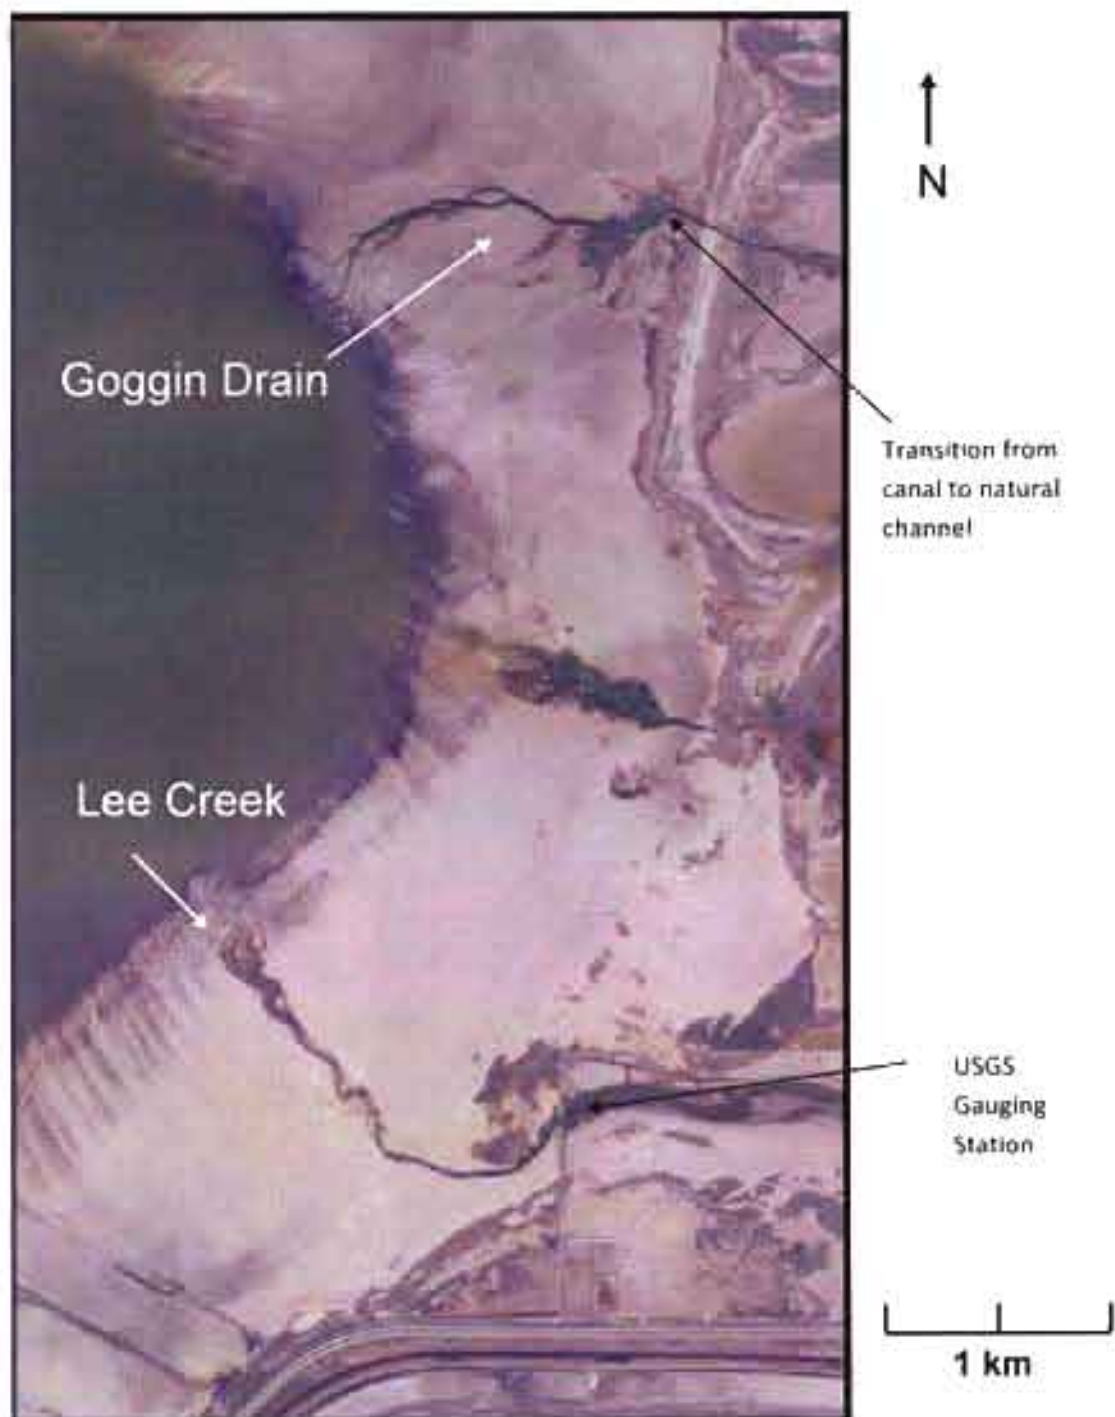 N
Goggin Drain
Transition from
canal to natural
channel
Lee Creek
USGS
Gauging
Station
1 km